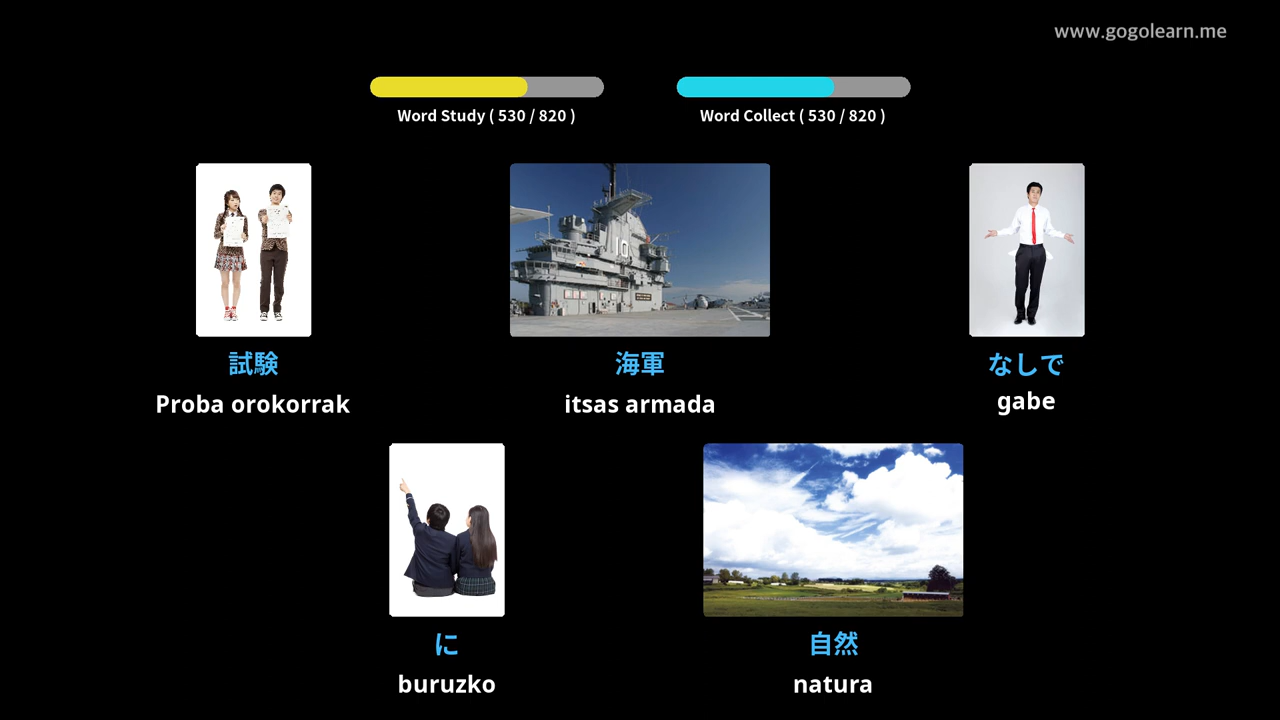 www.gogolearn.me
Word Study ( 530 / 820 )
Word Collect ( 530 / 820 )
試験
Proba orokorrak
海軍
itsas armada
なしで
gabe
に
buruzko
自然
natura
10